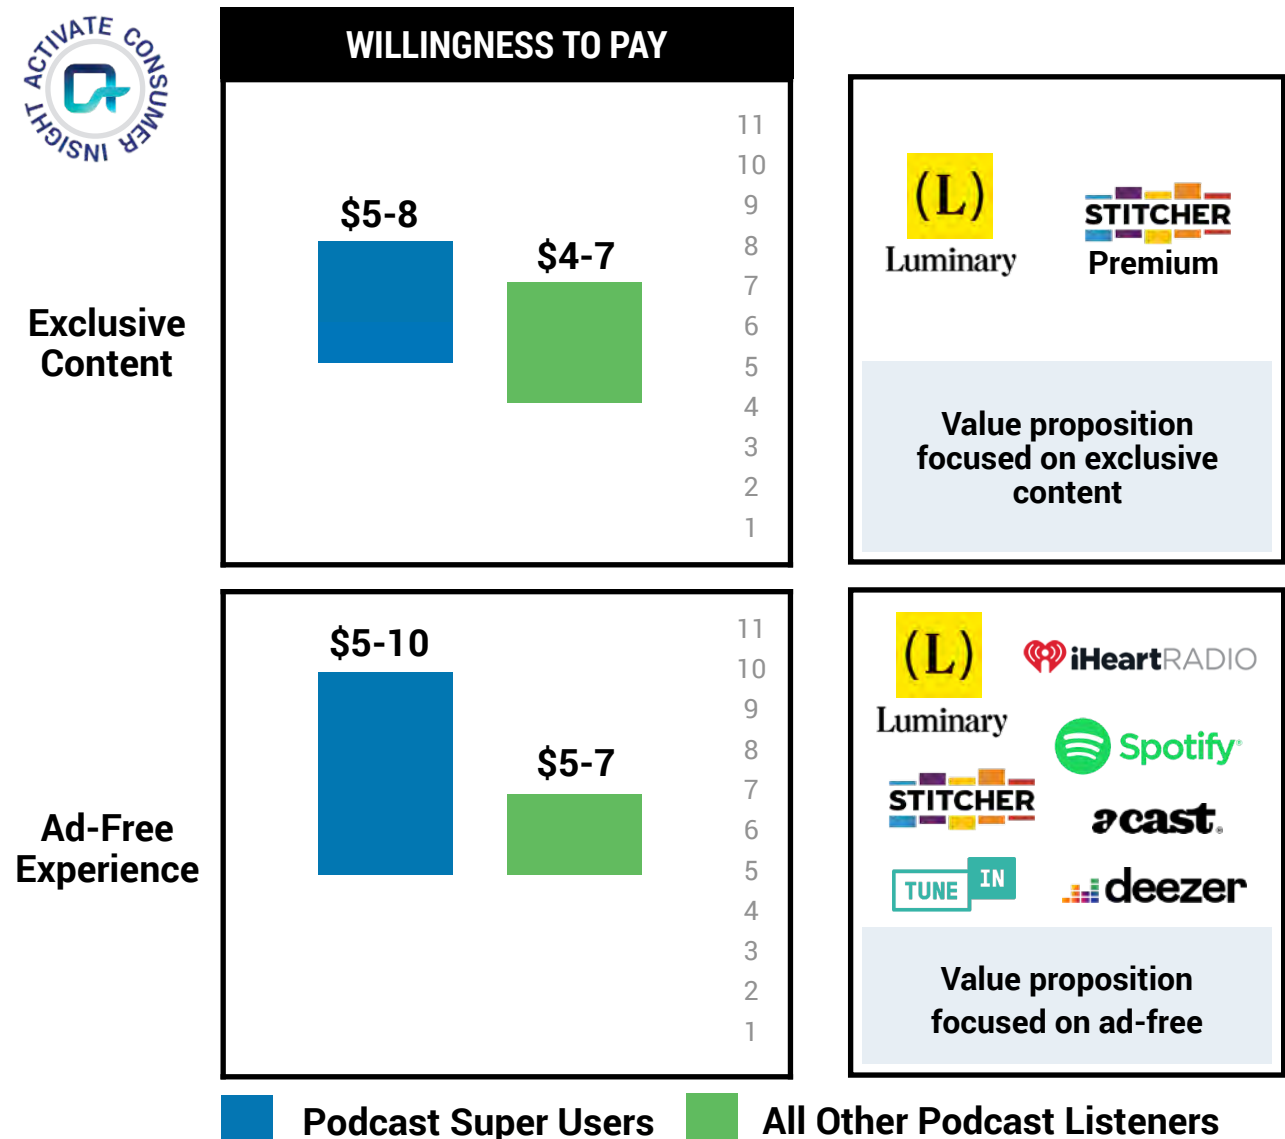 ACTIVATE CONSUMER INSIGHT
WILLINGNESS TO PAY
Exclusive
Content
$5-8
$4-7
11
10
9
8
7
6
5
4
3
2
1
(L)
Luminary
STITCHER
Premium
Value proposition
focused on exclusive
content
Ad-Free
Experience
$5-10
$5-7
11
10
9
8
7
6
5
4
3
2
1
(L)
Luminary
iHeartRADIO
Spotify
STITCHER
acast
TUNE IN
deezer
Value proposition
focused on ad-free
Podcast Super Users
All Other Podcast Listeners